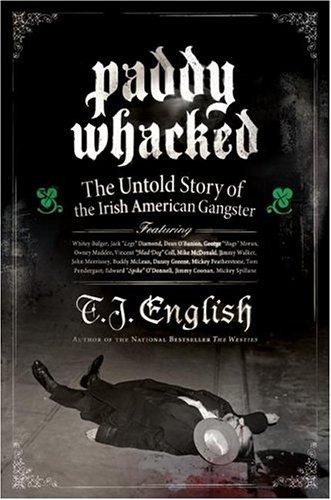 paddy
whacked
The Untold Story of
the Irish American Gangster
Featuring
Whitey Bulger, Jack "Legs" Diamond, Dean O'Banion, George "Bugs" Moran,
Owney Madden, Vincent "Mad Dog" Coll, Mike McDonald, Jimmy Walker,
John Morrissey, Buddy McLean, Danny Greene, Mickey Featherstone, Tom
Pendergast, Edward "Spike" O'Donnell, Jimmy Coonan, Mickey Spillane
T.J. English
Author of the National Bestseller The Westies